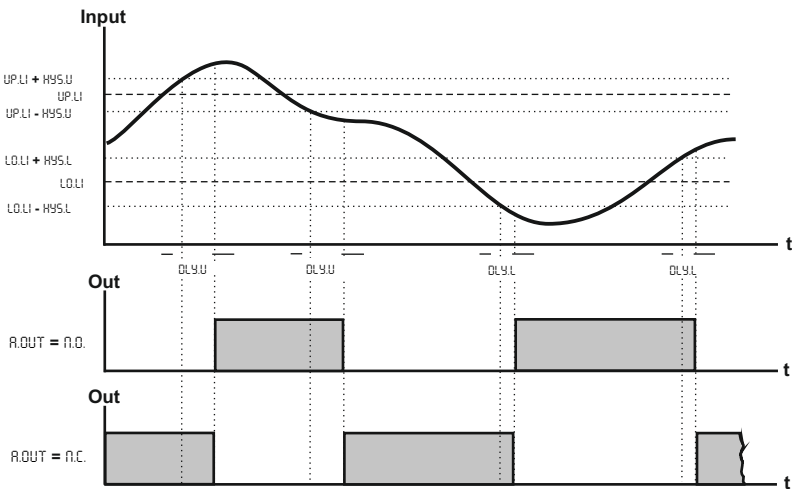 Input
UP.LI + HYS.U
UP.LI
UP.LI - HYS.U
LO.LI + HYS.L
LO.LI
LO.LI - HYS.L
t
DLY.U DLY.U DLY.L DLY.L
Out
A.OUT = N.O.
t
Out
A.OUT = N.C.
t